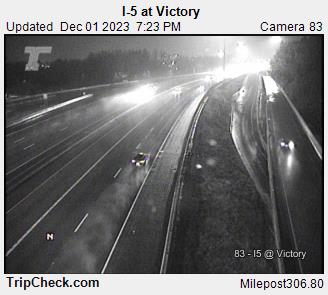 I-5 at Victory
Updated Dec 01 2023 7:23 PM Camera 83
T
N
83 - I5 @ Victory
TripCheck.com Milepost306.80